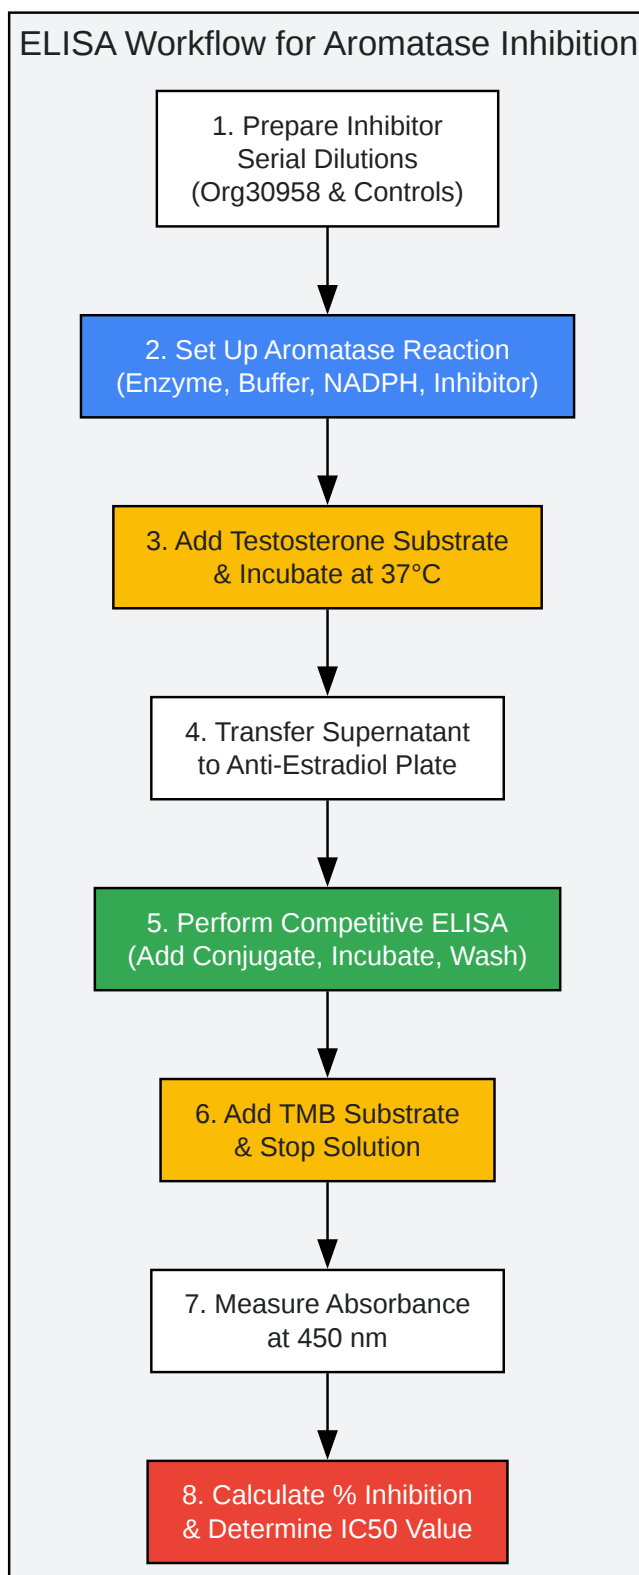 ELISA Workflow for Aromatase Inhibition
1. Prepare Inhibitor
Serial Dilutions
(Org30958 & Controls)
2. Set Up Aromatase Reaction
(Enzyme, Buffer, NADPH, Inhibitor)
3. Add Testosterone Substrate
& Incubate at 37°C
4. Transfer Supernatant
to Anti-Estradiol Plate
5. Perform Competitive ELISA
(Add Conjugate, Incubate, Wash)
6. Add TMB Substrate
& Stop Solution
7. Measure Absorbance
at 450 nm
8. Calculate % Inhibition
& Determine IC50 Value